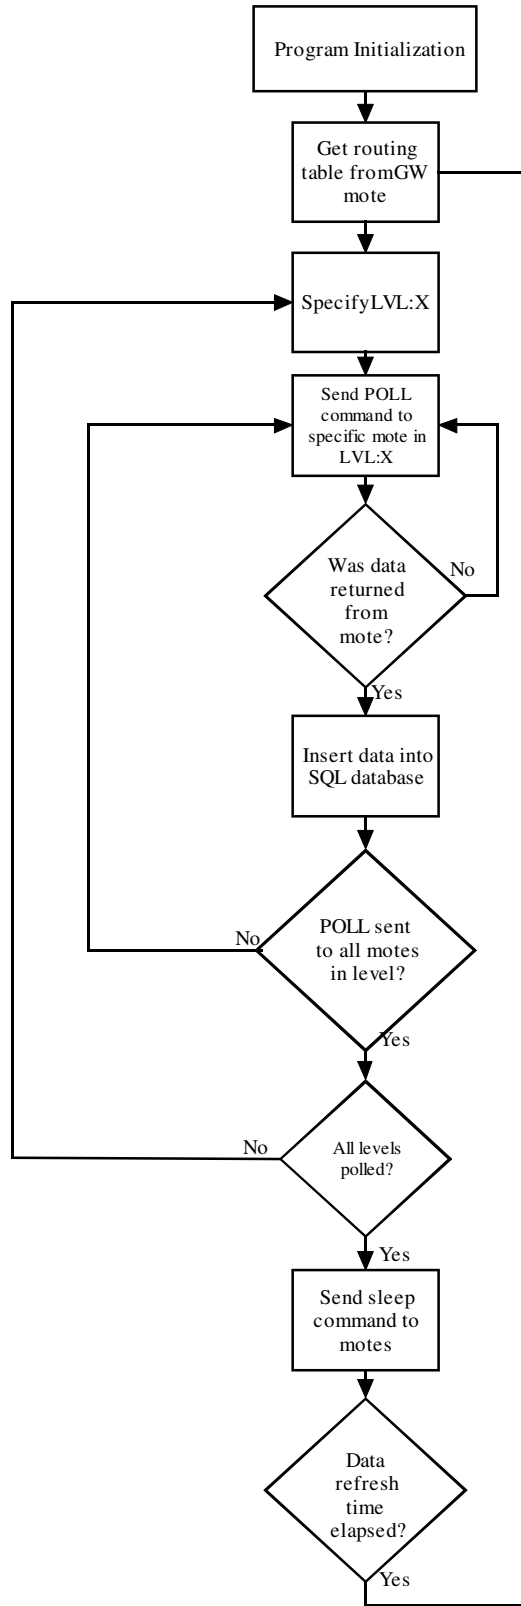 Program Initialization
Get routing
table fromGW
mote
SpecifyLVL:X
Send POLL
command to
specific mote in
LVL:X
Was data
returned
from
mote?
No
Yes
Insert data into
SQL database
POLL sent
to all motes
in level?
No
Yes
All levels
polled?
No
Yes
Send sleep
command to
motes
Data
refresh
time
elapsed?
Yes